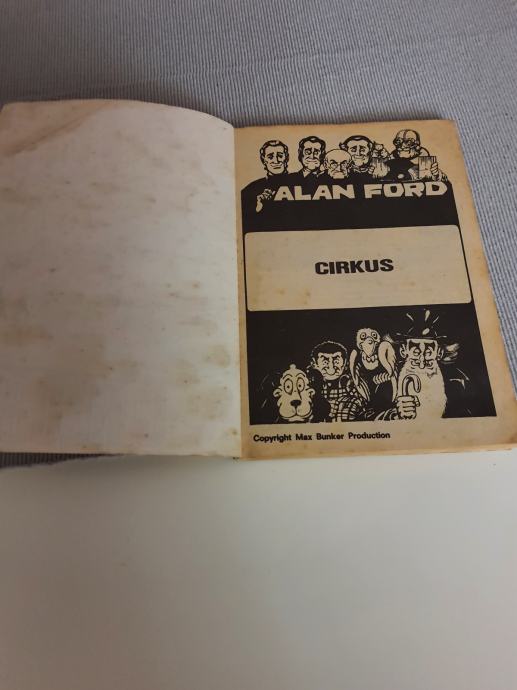 ALAN FORD
CIRKUS
Copyright Max Bunker Production